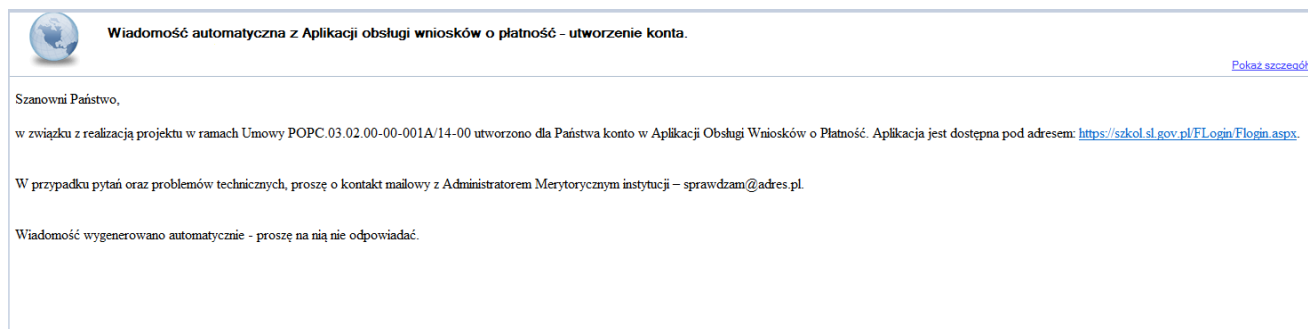 Wiadomość automatyczna z Aplikacji obsługi wniosków o płatność - utworzenie konta.
Pokaż szczegół
Szanowni Państwo,
w związku z realizacją projektu w ramach Umowy POPC.03.02.00-00-001A/14-00 utworzono dla Państwa konto w Aplikacji Obsługi Wniosków o Płatność. Aplikacja jest dostępna pod adresem: https://szkol.sl.gov.pl/FLogin/Flogin.aspx.
W przypadku pytań oraz problemów technicznych, proszę o kontakt mailowy z Administratorem Merytorycznym instytucji – sprawdzam@adres.pl.
Wiadomość wygenerowano automatycznie - proszę na nią nie odpowiadać.